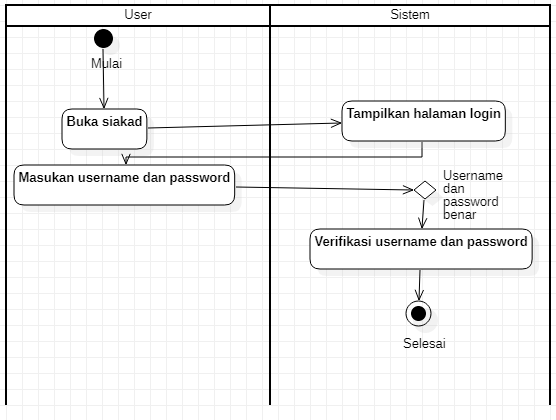 User
Sistem
Mulai
Buka siakad
Tampilkan halaman login
Masukan username dan password
Username
dan
password
benar
Verifikasi username dan password
Selesai